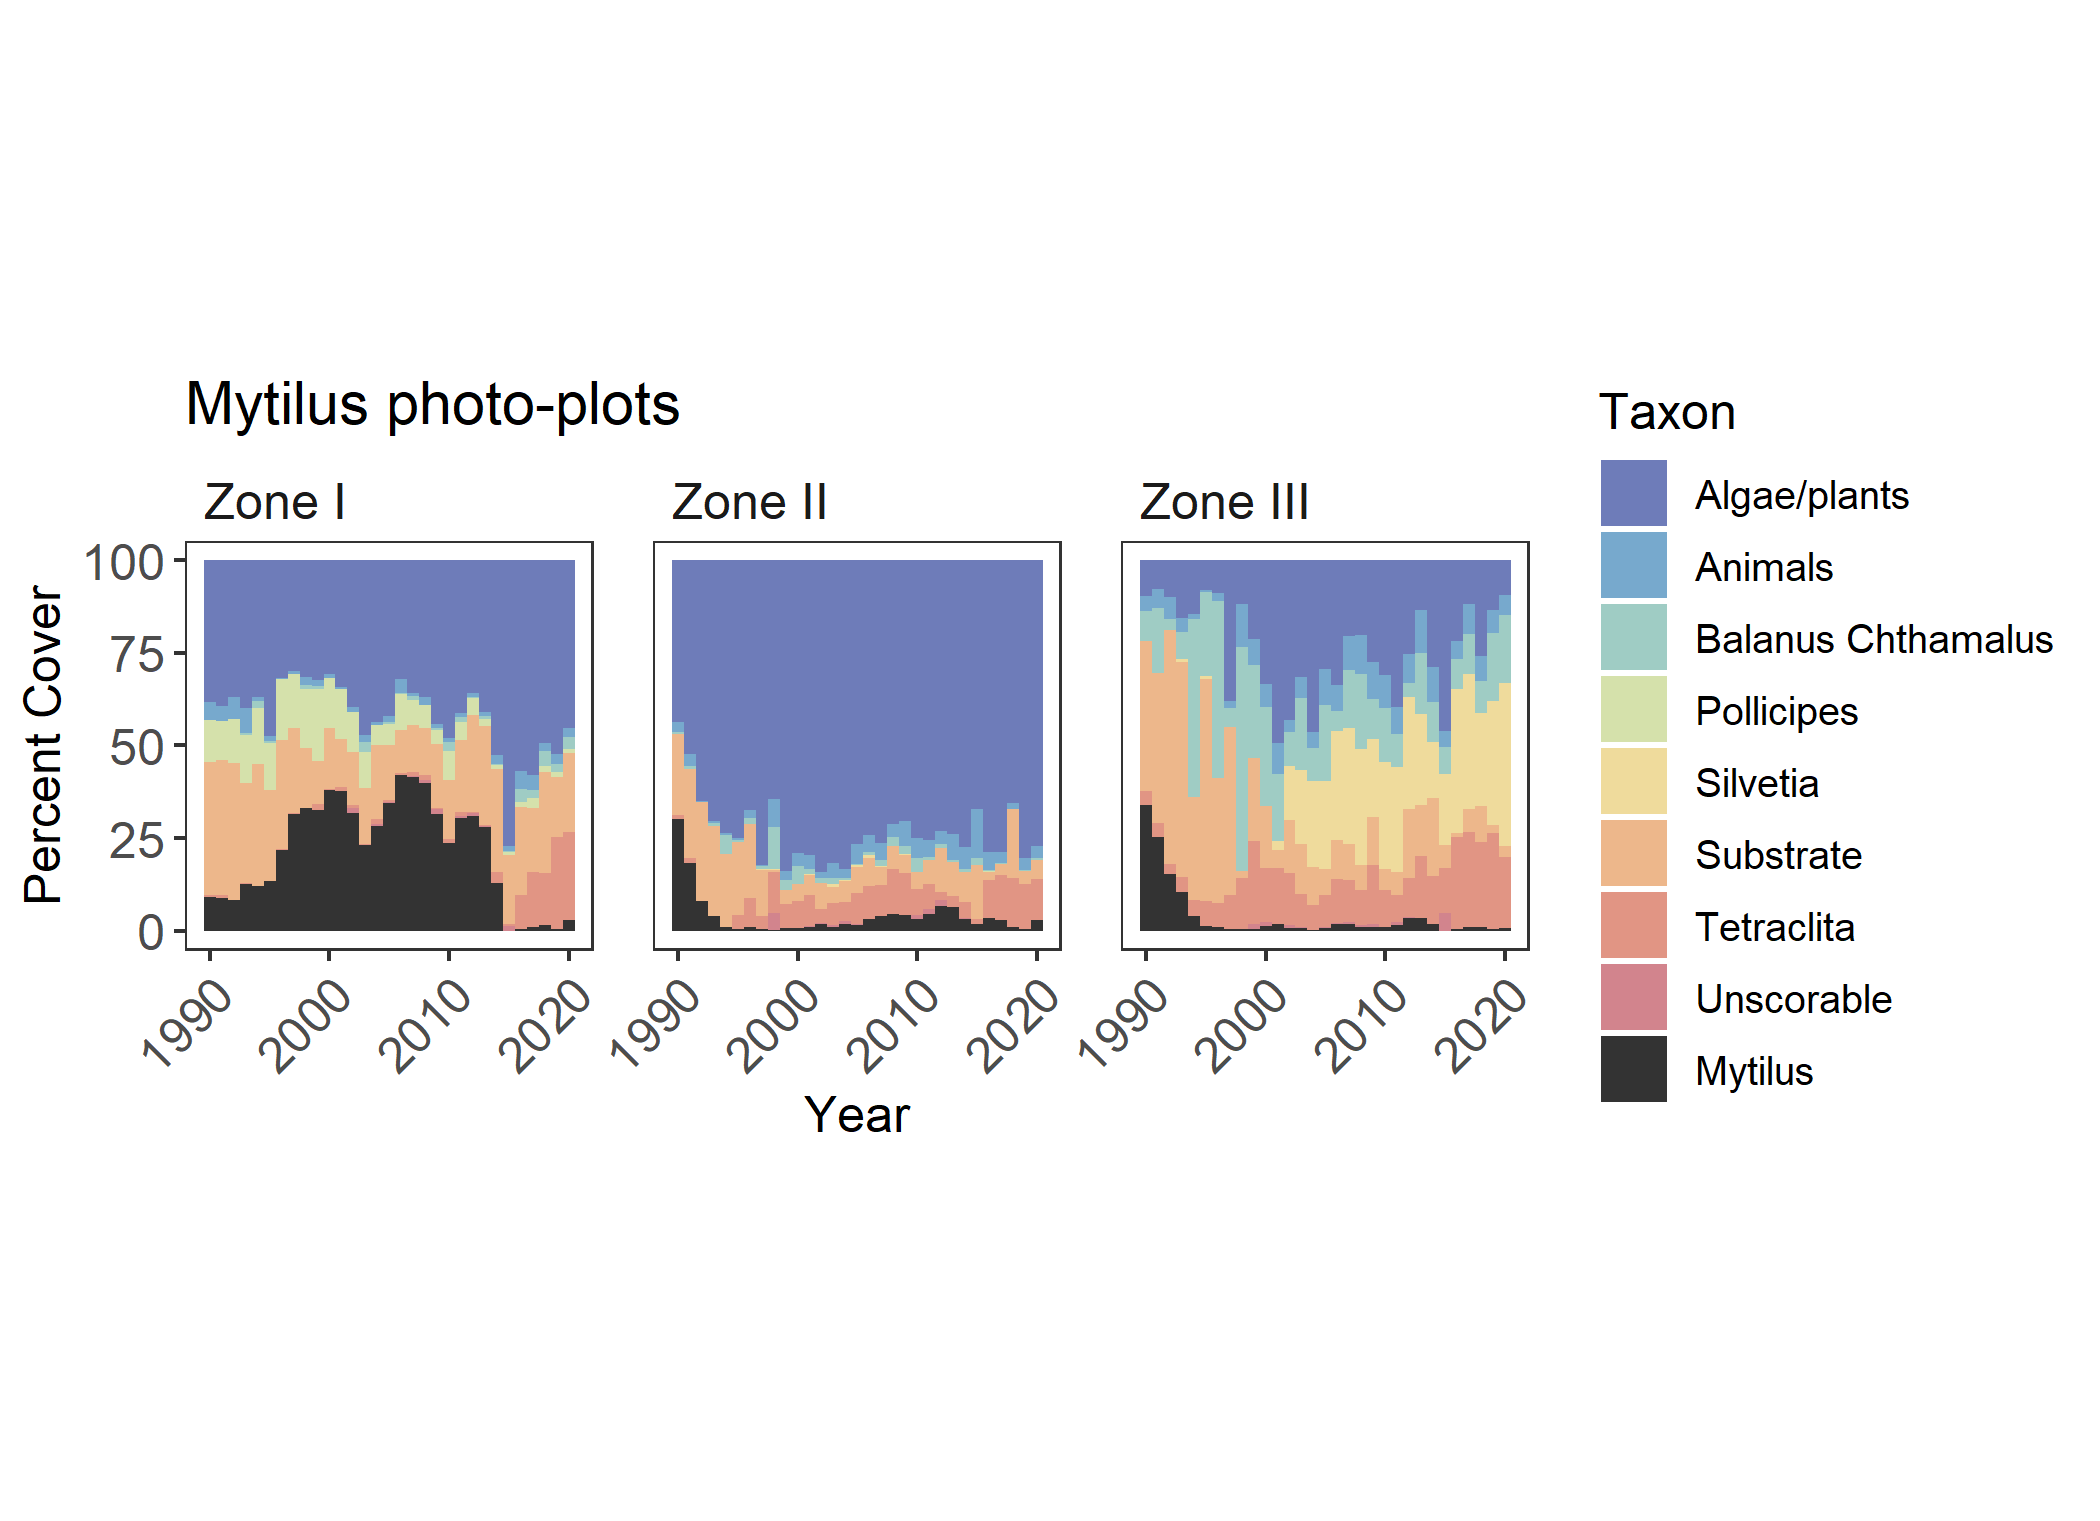 Mytilus photo-plots
Zone I
Zone II
Zone III
100
75
50
25
0
Percent Cover
1990
2000
2010
2020
1990
2000
2010
2020
1990
2000
2010
2020
Year
Taxon
Algae/plants
Animals
Balanus Chthamalus
Pollicipes
Silvetia
Substrate
Tetraclita
Unscorable
Mytilus